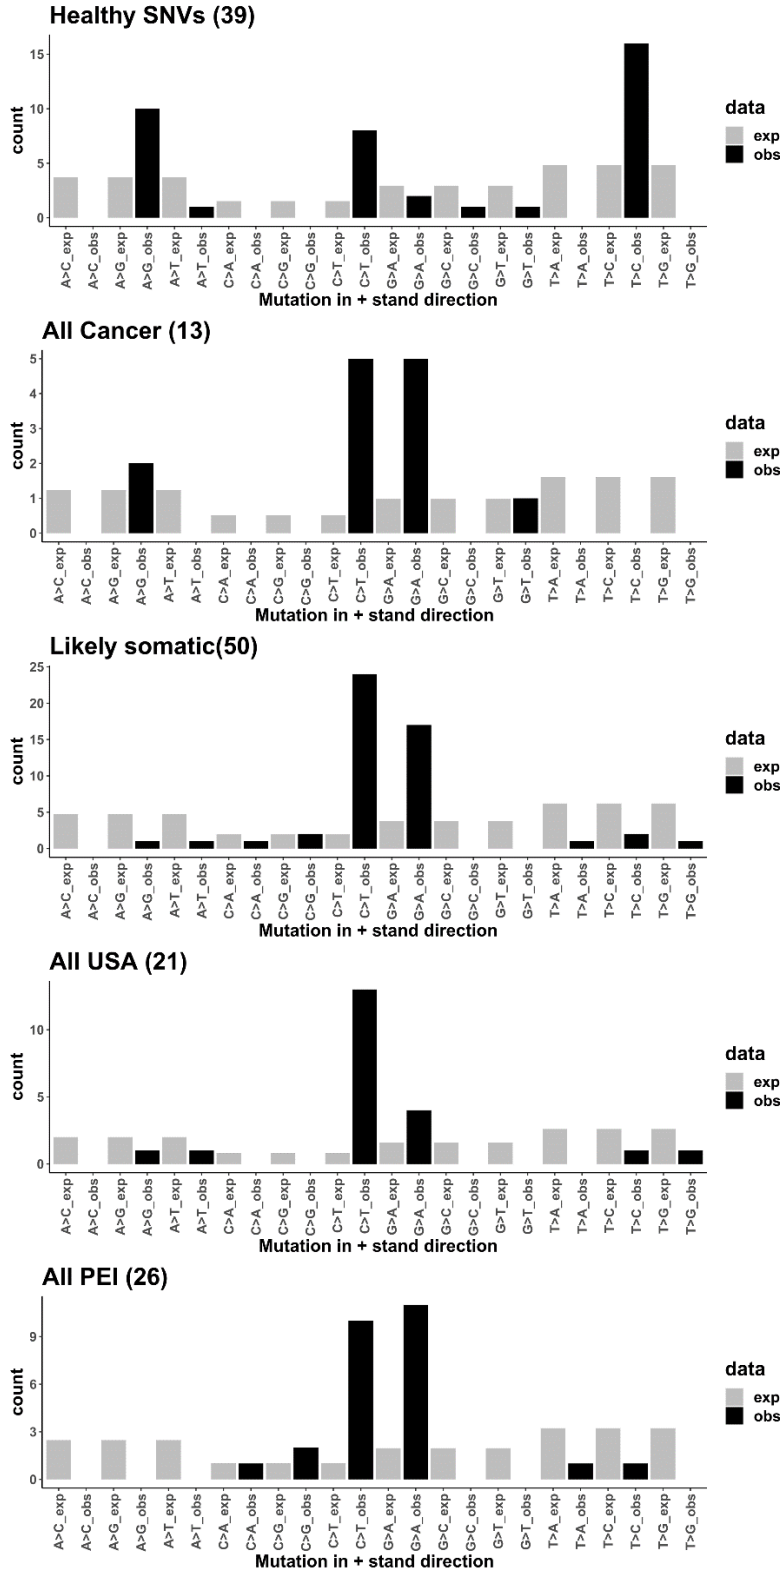 Healthy SNVs (39)
15
10
5
0
count
A>C_exp
A>C_obs
A>G_exp
A>G_obs
A>T_exp
A>T_obs
C>A_exp
C>A_obs
C>G_exp
C>G_obs
C>T_exp
C>T_obs
G>A_exp
G>A_obs
G>C_exp
G>C_obs
G>T_exp
G>T_obs
T>A_exp
T>A_obs
T>C_exp
T>C_obs
T>G_exp
T>G_obs
Mutation in + stand direction
data
exp
obs
All Cancer (13)
5
4
3
2
1
0
count
A>C_exp
A>C_obs
A>G_exp
A>G_obs
A>T_exp
A>T_obs
C>A_exp
C>A_obs
C>G_exp
C>G_obs
C>T_exp
C>T_obs
G>A_exp
G>A_obs
G>C_exp
G>C_obs
G>T_exp
G>T_obs
T>A_exp
T>A_obs
T>C_exp
T>C_obs
T>G_exp
T>G_obs
Mutation in + stand direction
data
exp
obs
Likely somatic(50)
25
20
15
10
5
0
count
A>C_exp
A>C_obs
A>G_exp
A>G_obs
A>T_exp
A>T_obs
C>A_exp
C>A_obs
C>G_exp
C>G_obs
C>T_exp
C>T_obs
G>A_exp
G>A_obs
G>C_exp
G>C_obs
G>T_exp
G>T_obs
T>A_exp
T>A_obs
T>C_exp
T>C_obs
T>G_exp
T>G_obs
Mutation in + stand direction
data
exp
obs
All USA (21)
10
5
0
count
A>C_exp
A>C_obs
A>G_exp
A>G_obs
A>T_exp
A>T_obs
C>A_exp
C>A_obs
C>G_exp
C>G_obs
C>T_exp
C>T_obs
G>A_exp
G>A_obs
G>C_exp
G>C_obs
G>T_exp
G>T_obs
T>A_exp
T>A_obs
T>C_exp
T>C_obs
T>G_exp
T>G_obs
Mutation in + stand direction
data
exp
obs
All PEI (26)
9
6
3
0
count
A>C_exp
A>C_obs
A>G_exp
A>G_obs
A>T_exp
A>T_obs
C>A_exp
C>A_obs
C>G_exp
C>G_obs
C>T_exp
C>T_obs
G>A_exp
G>A_obs
G>C_exp
G>C_obs
G>T_exp
G>T_obs
T>A_exp
T>A_obs
T>C_exp
T>C_obs
T>G_exp
T>G_obs
Mutation in + stand direction
data
exp
obs